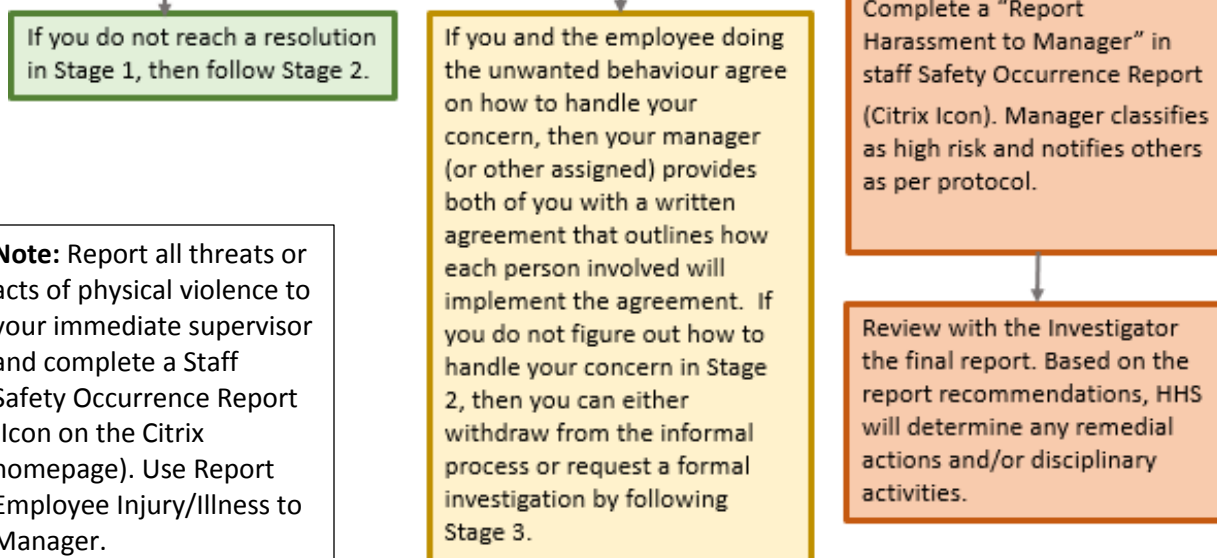 If you do not reach a resolution
in Stage 1, then follow Stage 2.
Note: Report all threats or
acts of physical violence to
your immediate supervisor
and complete a Staff
Safety Occurrence Report
Icon on the Citrix
homepage). Use Report
Employee Injury/Illness to
Manager.
If you and the employee doing
the unwanted behaviour agree
on how to handle your
concern, then your manager
(or other assigned) provides
both of you with a written
agreement that outlines how
each person involved will
implement the agreement.  If
you do not figure out how to
handle your concern in Stage
2, then you can either
withdraw from the informal
process or request a formal
investigation by following
Stage 3.
Complete a “Report
Harassment to Manager” in
staff Safety Occurrence Report
(Citrix Icon). Manager classifies
as high risk and notifies others
as per protocol.
Review with the Investigator
the final report. Based on the
report recommendations, HHS
will determine any remedial
actions and/or disciplinary
activities.